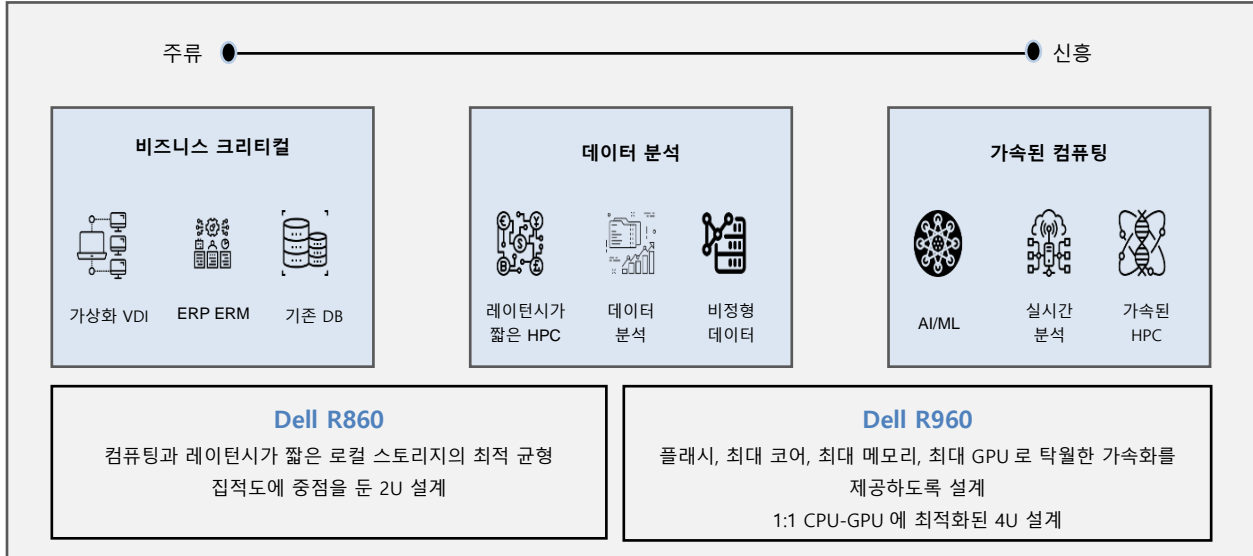 주류
신흥
비즈니스 크리티컬
가상화 VDI
ERP ERM
기존 DB
데이터 분석
레이턴시가
짧은 HPC
데이터
분석
비정형
데이터
가속된 컴퓨팅
AI/ML
실시간
분석
가속된
HPC
Dell R860
컴퓨팅과 레이턴시가 짧은 로컬 스토리지의 최적 균형
집적도에 중점을 둔 2U 설계
Dell R960
플래시, 최대 코어, 최대 메모리, 최대 GPU 로 탁월한 가속화를
제공하도록 설계
1:1 CPU-GPU 에 최적화된 4U 설계